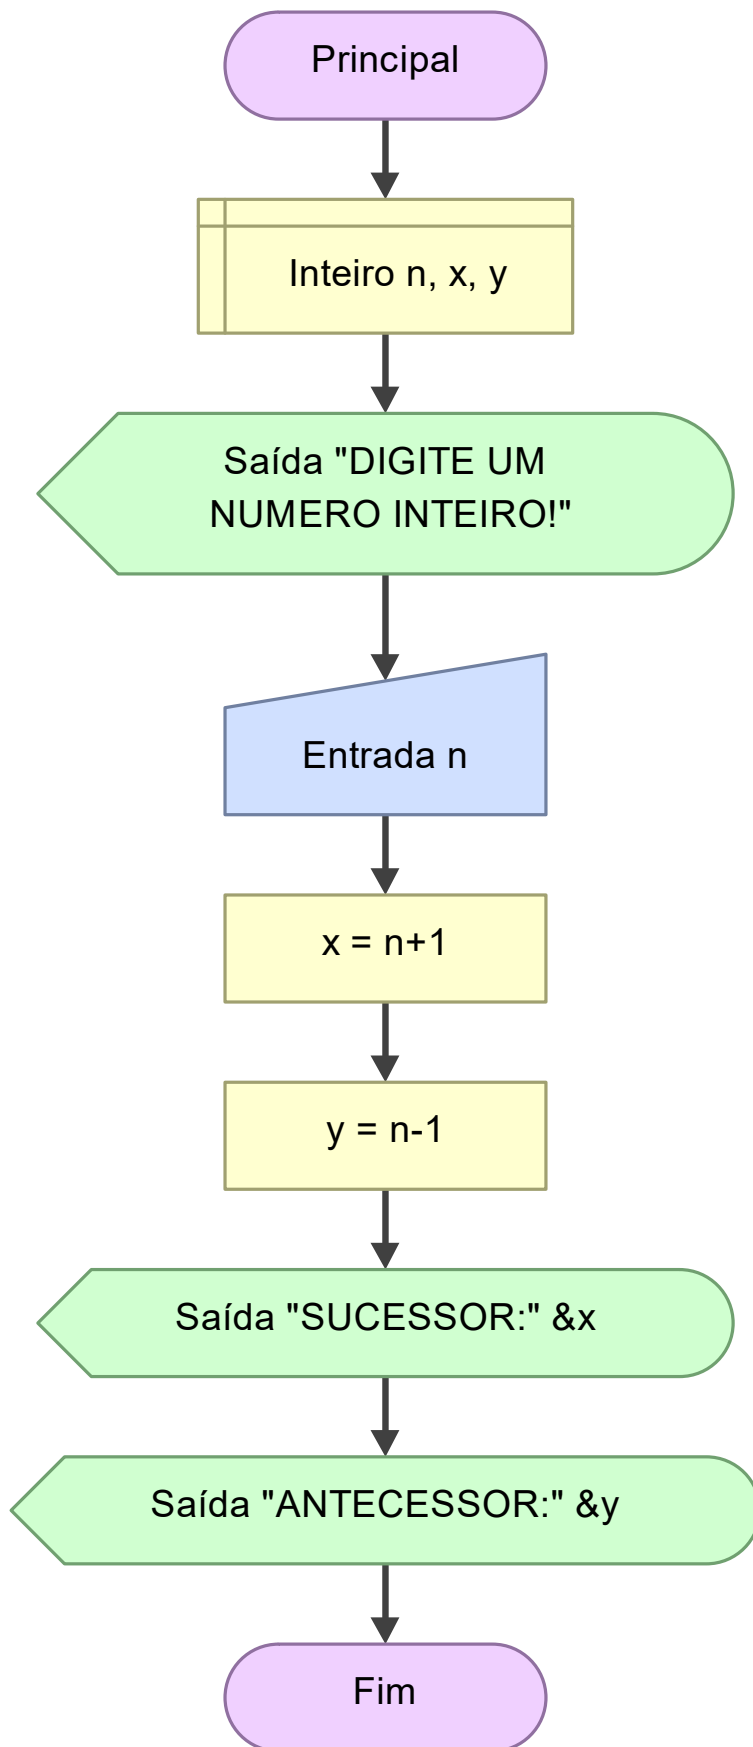 Principal
Inteiro n, x, y
Saída "DIGITE UM
NUMERO INTEIRO!"
Entrada n
x = n+1
y = n-1
Saída "SUCESSOR:" &x
Saída "ANTECESSOR:" &y
Fim